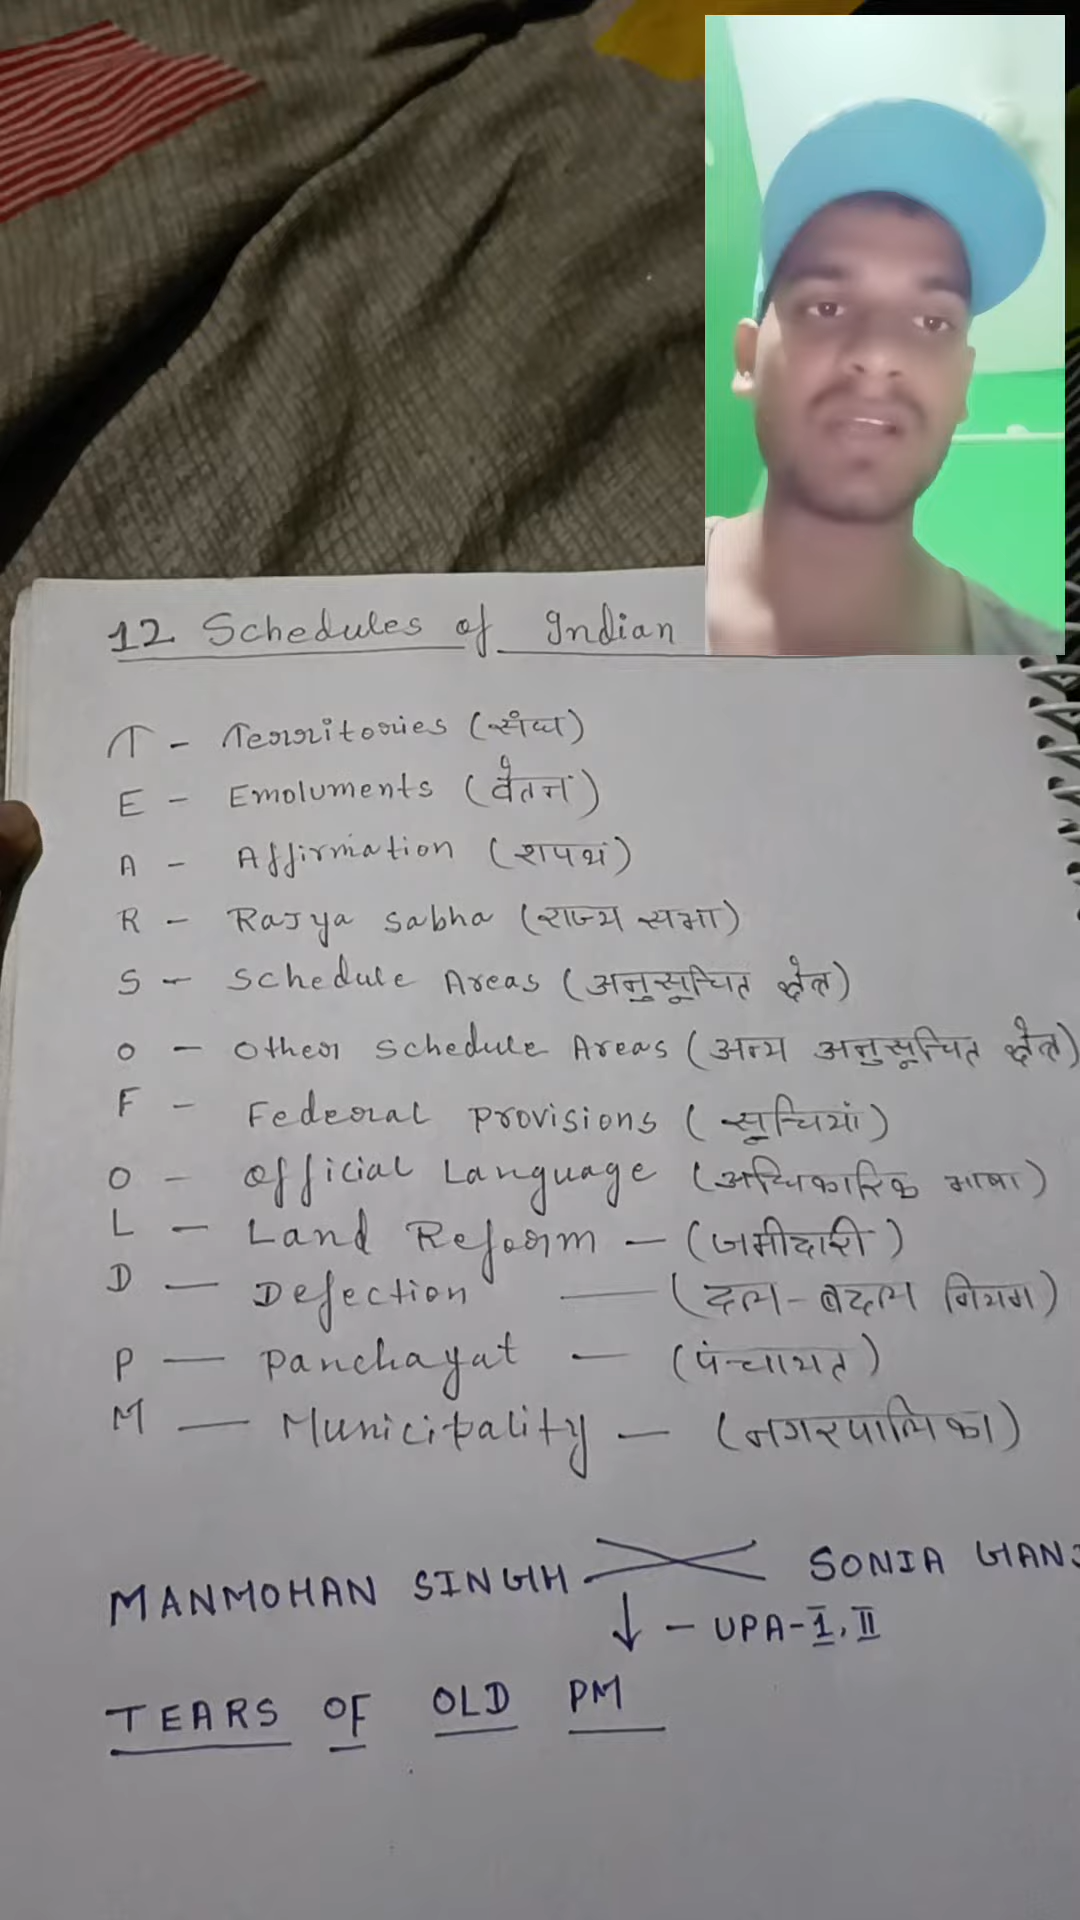 12 Schedules of Indian
T - Territories (संघ)
E - Emoluments (वेतन)
A - Affirmation (शपथ)
R - Rajya Sabha (राज्य सभा)
S - Schedule Areas (अनुसूचित क्षेत्र)
O - Other Schedule Areas (अन्य अनुसूचित क्षेत्र)
F - Federal Provisions (सूचियां)
O - Official Language (अधिकारिक भाषा)
L - Land Reform - (जमींदारी)
D - Defection - (दल-बदल नियम)
P - Panchayat - (पंचायत)
M - Municipality - (नगरपालिका)
MANMOHAN SINGH SONIA GAN
↓ - UPA-I, II
TEARS OF OLD PM